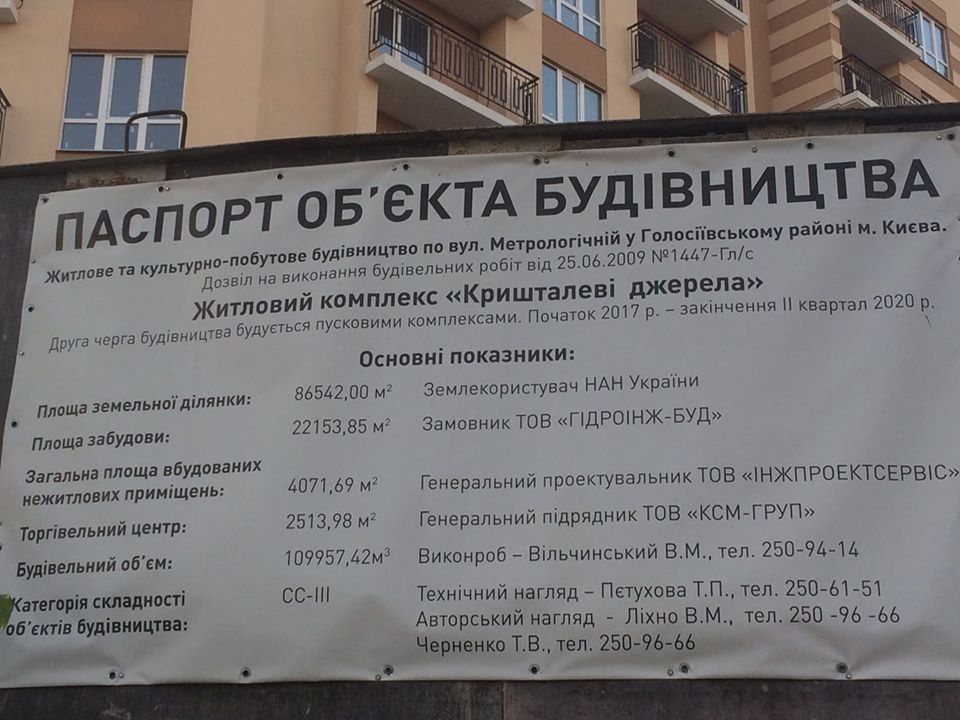 ПАСПОРТ ОБ’ЄКТА БУДІВНИЦТВА
Житлове та культурно-побутове будівництво по вул. Метрологічній у Голосіївському районі м. Києва.
Дозвіл на виконання будівельних робіт від 25.06.2009 №1447-Гл/с
Житловий комплекс «Кришталеві джерела»
Друга черга будівництва будується пусковими комплексами. Початок 2017 р. – закінчення II квартал 2020 р.
Основні показники:
Площа земельної ділянки: 86542,00 м² Землекористувач НАН України
Площа забудови: 22153,85 м² Замовник ТОВ «ГІДРОІНЖ-БУД»
Загальна площа вбудованих
нежитлових приміщень: 4071,69 м² Генеральний проектувальник ТОВ «ІНЖПРОЕКТСЕРВІС»
Торгівельний центр: 2513,98 м² Генеральний підрядник ТОВ «КСМ-ГРУП»
Будівельний об’єм: 109957,42м³ Виконроб – Вільчинський В.М., тел. 250-94-14
Категорія складності СС-III Технічний нагляд – Пєтухова Т.П., тел. 250-61-51
об’єктів будівництва: Авторський нагляд - Ліхно В.М., тел. 250 -96 -66
Черненко Т.В., тел. 250-96-66